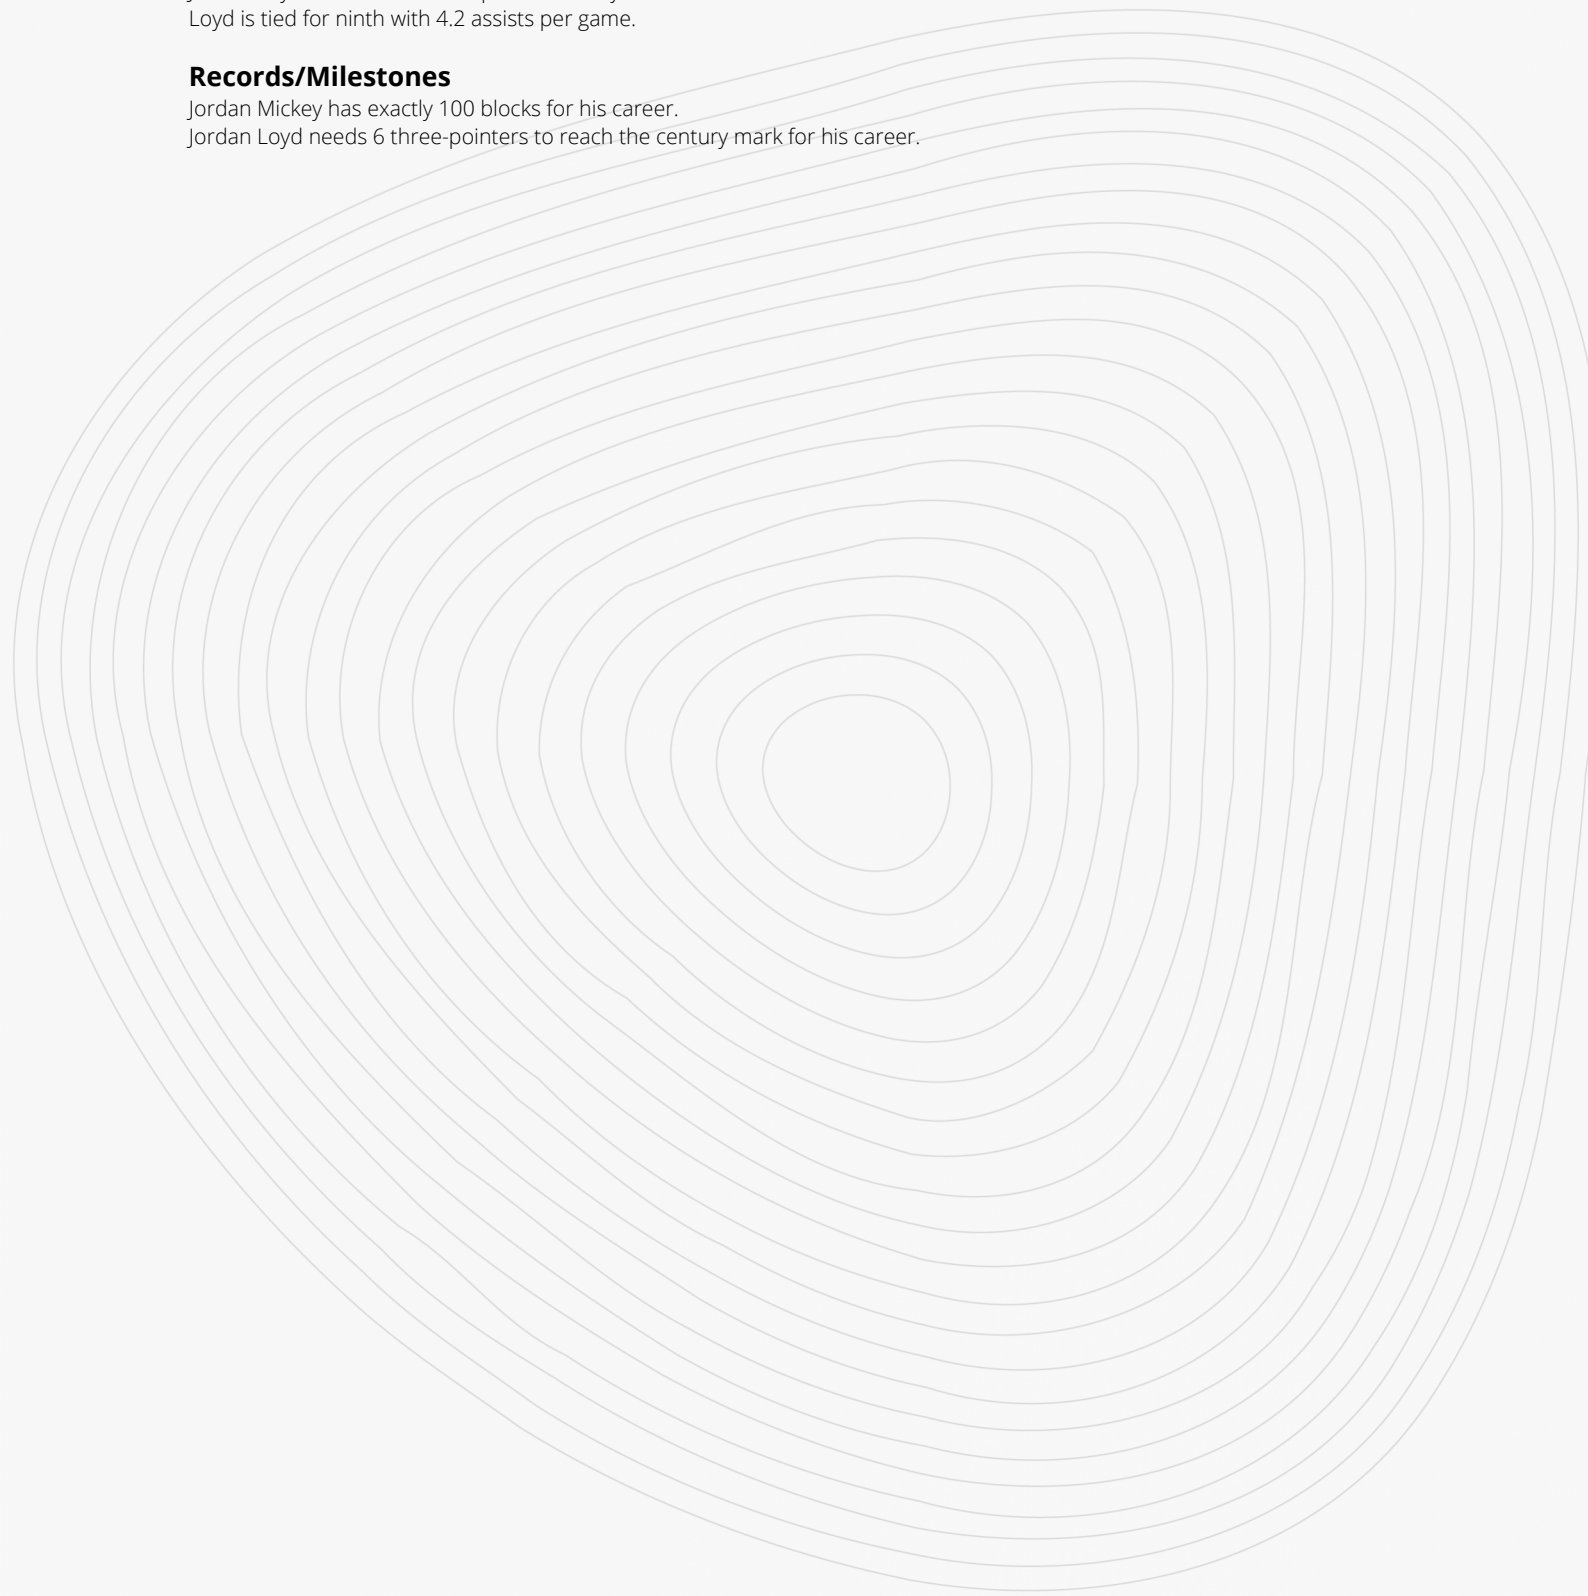 Loyd is tied for ninth with 4.2 assists per game.
Records/Milestones
Jordan Mickey has exactly 100 blocks for his career.
Jordan Loyd needs 6 three-pointers to reach the century mark for his career.